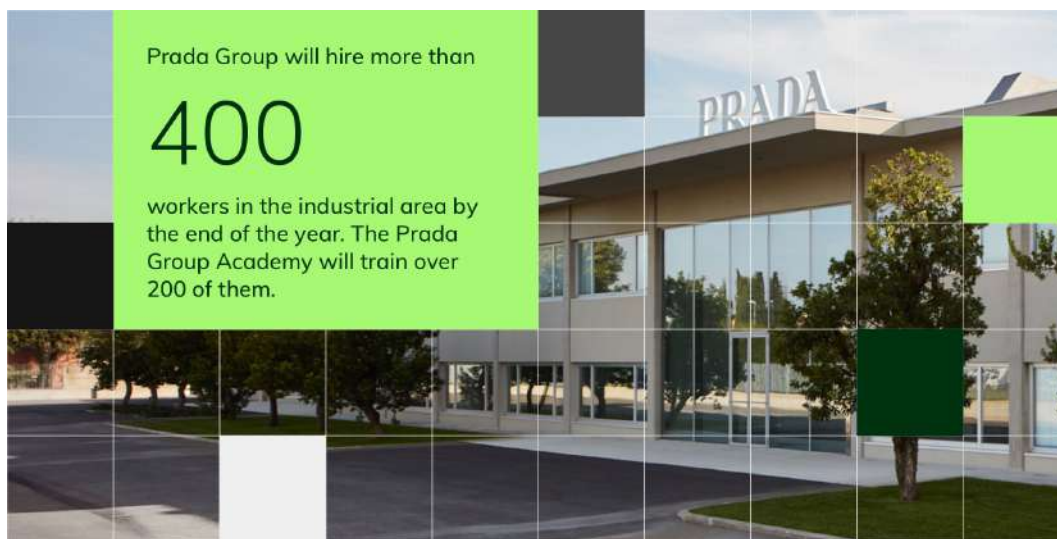 Prada Group will hire more than
400
workers in the industrial area by
the end of the year. The Prada
Group Academy will train over
200 of them.
PRADA